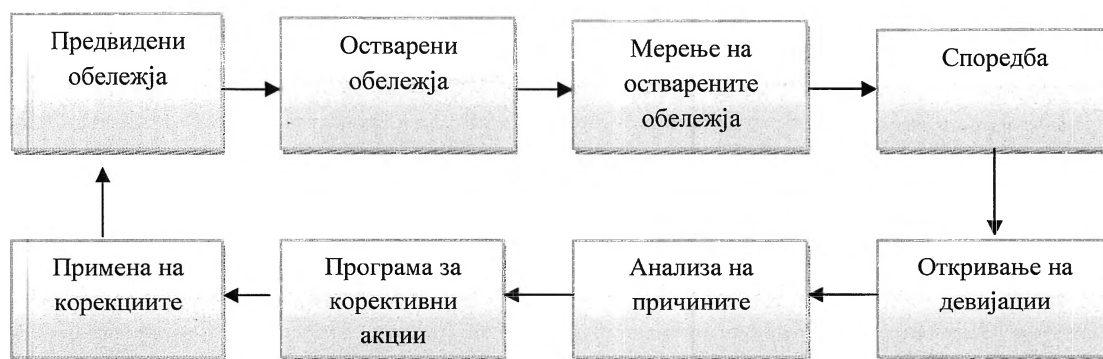 Предвидени
обележја
Остварени
обележја
Мерење на
остварените
обележја
Споредба
Примена на
корекциите
Програма за
корективни
акции
Анализа на
причините
Откривање на
девијации